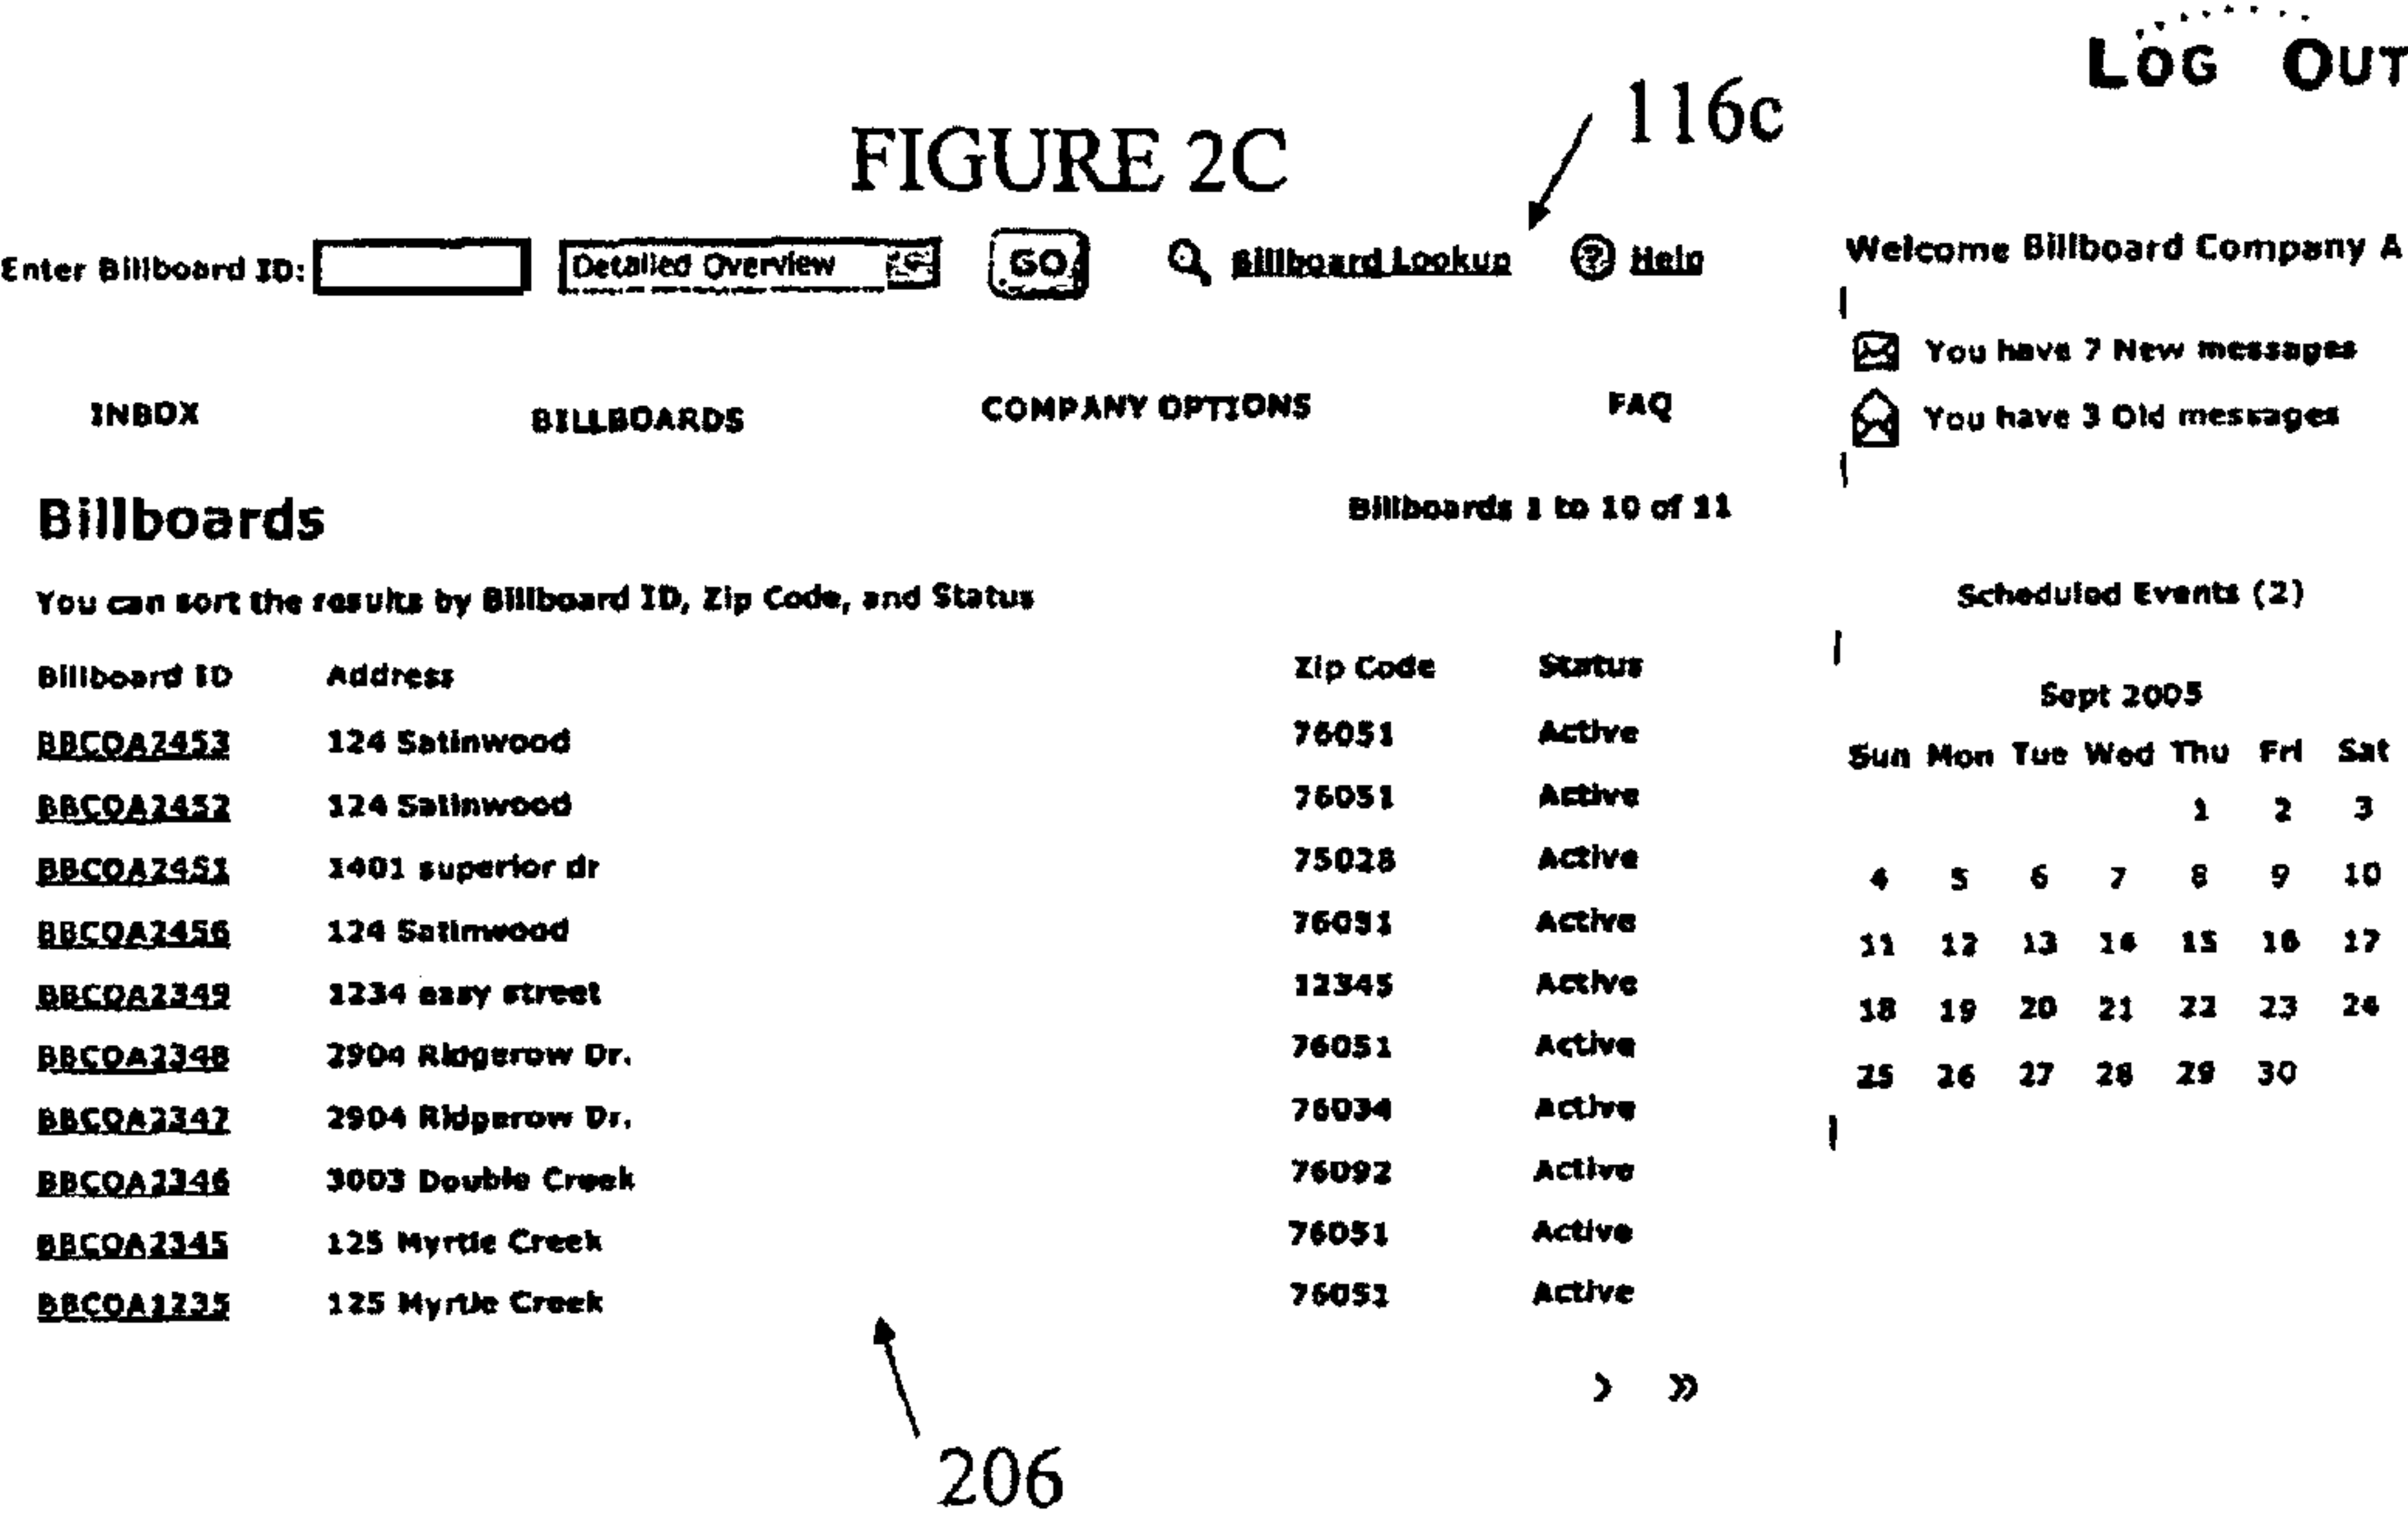 LOG OUT
116c
FIGURE 2C
Enter Billboard ID: Detailed Overview GO Billboard Lookup Help
Welcome Billboard Company A
You have 7 New messages
You have 3 Old messages
INBOX BILLBOARDS COMPANY OPTIONS FAQ
Billboards
Billboards 1 to 10 of 11
You can sort the results by Billboard ID, Zip Code, and Status
Billboard ID Address Zip Code Status
BBCOA2453 124 Satinwood 76051 Active
BBCOA2452 124 Satinwood 76051 Active
BBCOA2451 1401 superior dr 75028 Active
BBCOA2456 124 Satinwood 76051 Active
BBCOA2349 1234 easy street 12345 Active
BBCOA2348 2904 Ridgerow Dr. 76051 Active
BBCOA2347 2904 Ridgerow Dr. 76034 Active
BBCOA2346 3003 Double Creek 76092 Active
BBCOA2345 125 Myrtle Creek 76051 Active
BBCOA1235 125 Myrtle Creek 76051 Active
› »
206
Scheduled Events (2)
Sept 2005
Sun Mon Tue Wed Thu Fri Sat
1 2 3
4 5 6 7 8 9 10
11 12 13 14 15 16 17
18 19 20 21 22 23 24
25 26 27 28 29 30